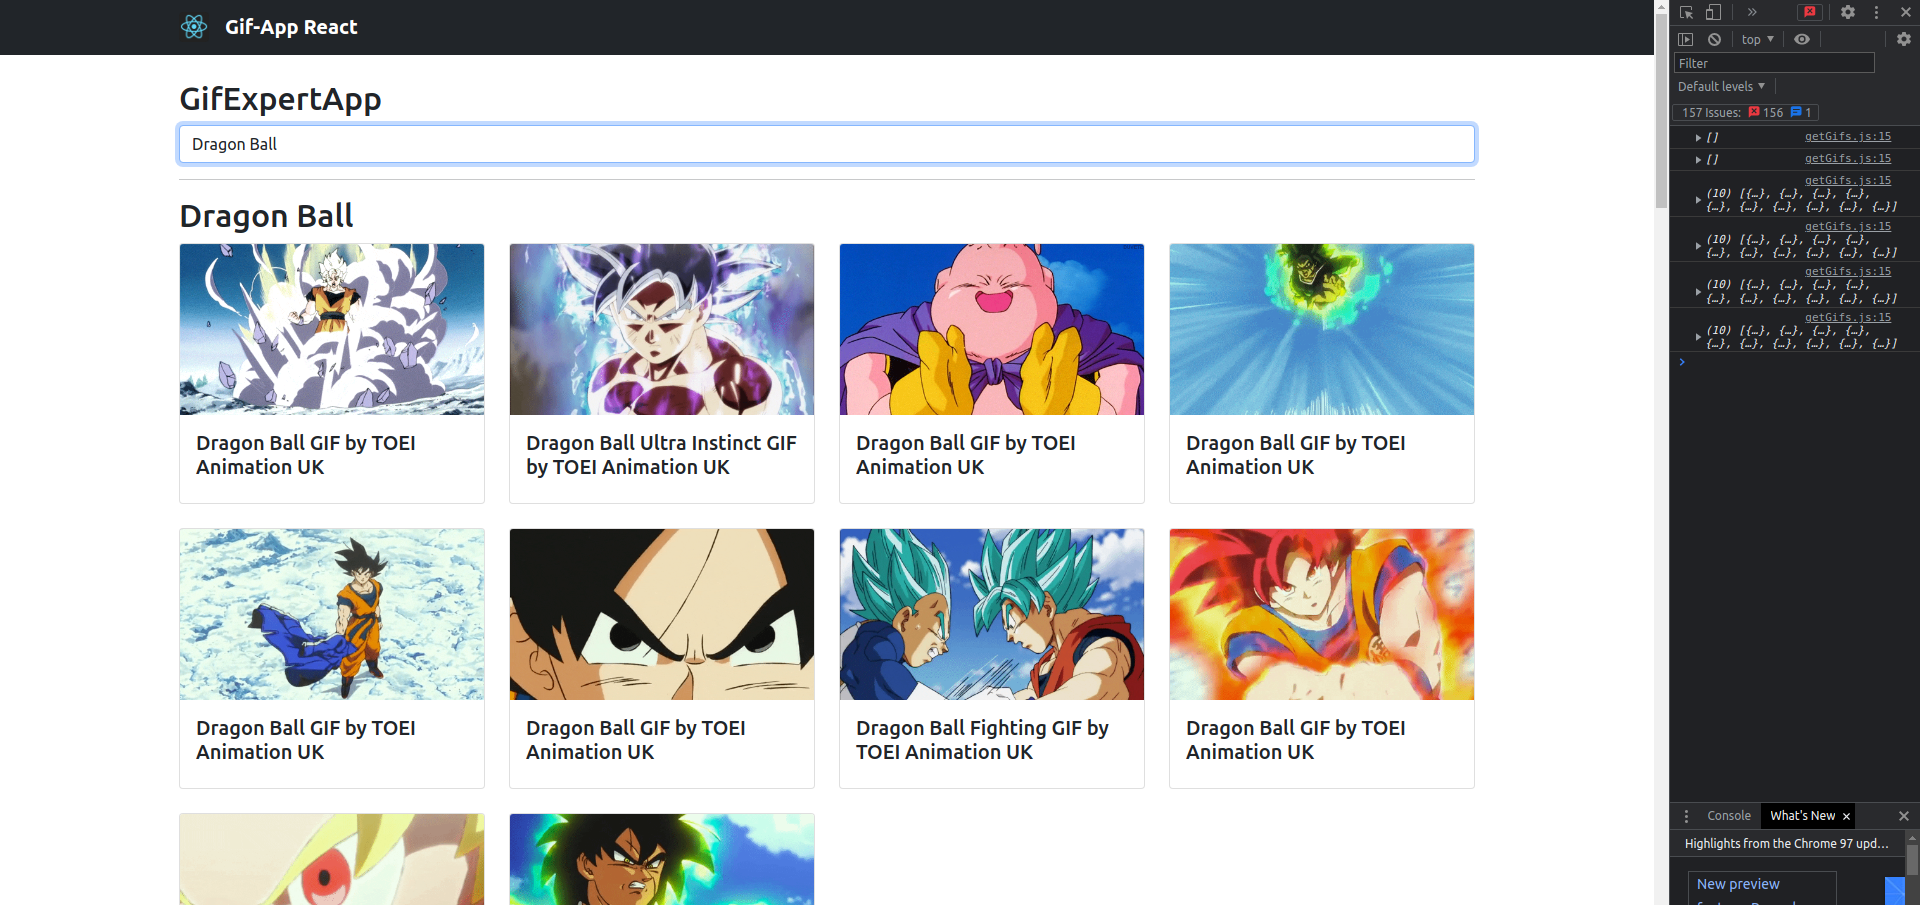 Gif-App React
GifExpertApp
Dragon Ball
Dragon Ball
Dragon Ball GIF by TOEI
Animation UK
Dragon Ball Ultra Instinct GIF
by TOEI Animation UK
Dragon Ball GIF by TOEI
Animation UK
Dragon Ball GIF by TOEI
Animation UK
Dragon Ball GIF by TOEI
Animation UK
Dragon Ball GIF by TOEI
Animation UK
Dragon Ball Fighting GIF by
TOEI Animation UK
Dragon Ball GIF by TOEI
Animation UK
top
Filter
Default levels
157 Issues: 156 1
[] getGifs.js:15
[] getGifs.js:15
getGifs.js:15
(10) [{…}, {…}, {…}, {…},
{…}, {…}, {…}, {…}, {…}, {…}]
getGifs.js:15
(10) [{…}, {…}, {…}, {…},
{…}, {…}, {…}, {…}, {…}, {…}]
getGifs.js:15
(10) [{…}, {…}, {…}, {…},
{…}, {…}, {…}, {…}, {…}, {…}]
getGifs.js:15
(10) [{…}, {…}, {…}, {…},
{…}, {…}, {…}, {…}, {…}, {…}]
Console What's New
Highlights from the Chrome 97 upd…
New preview